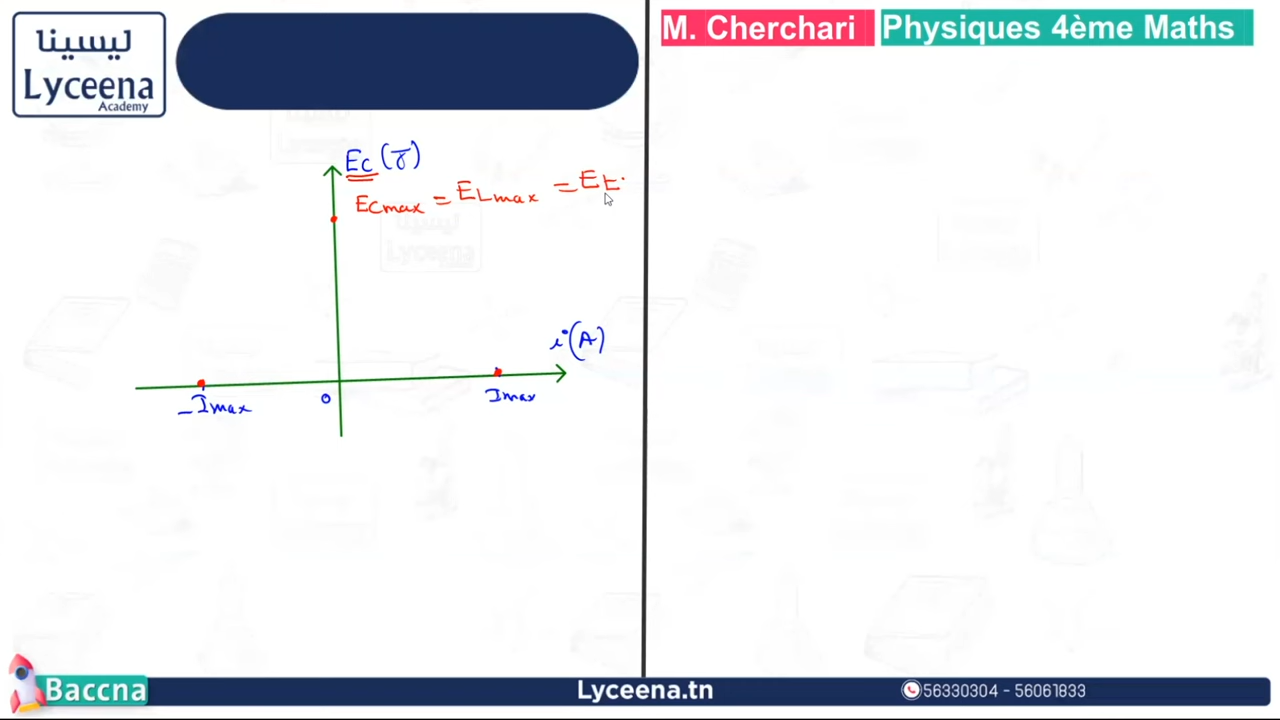 ليسينا
Lyceena
Academy
M. Cherchari Physiques 4ème Maths
Lyceena
Ec (J)
Ecmax = ELmax = Et.
i(A)
-Imax
0
Imax
Baccna
Lyceena.tn
56330304 - 56061833